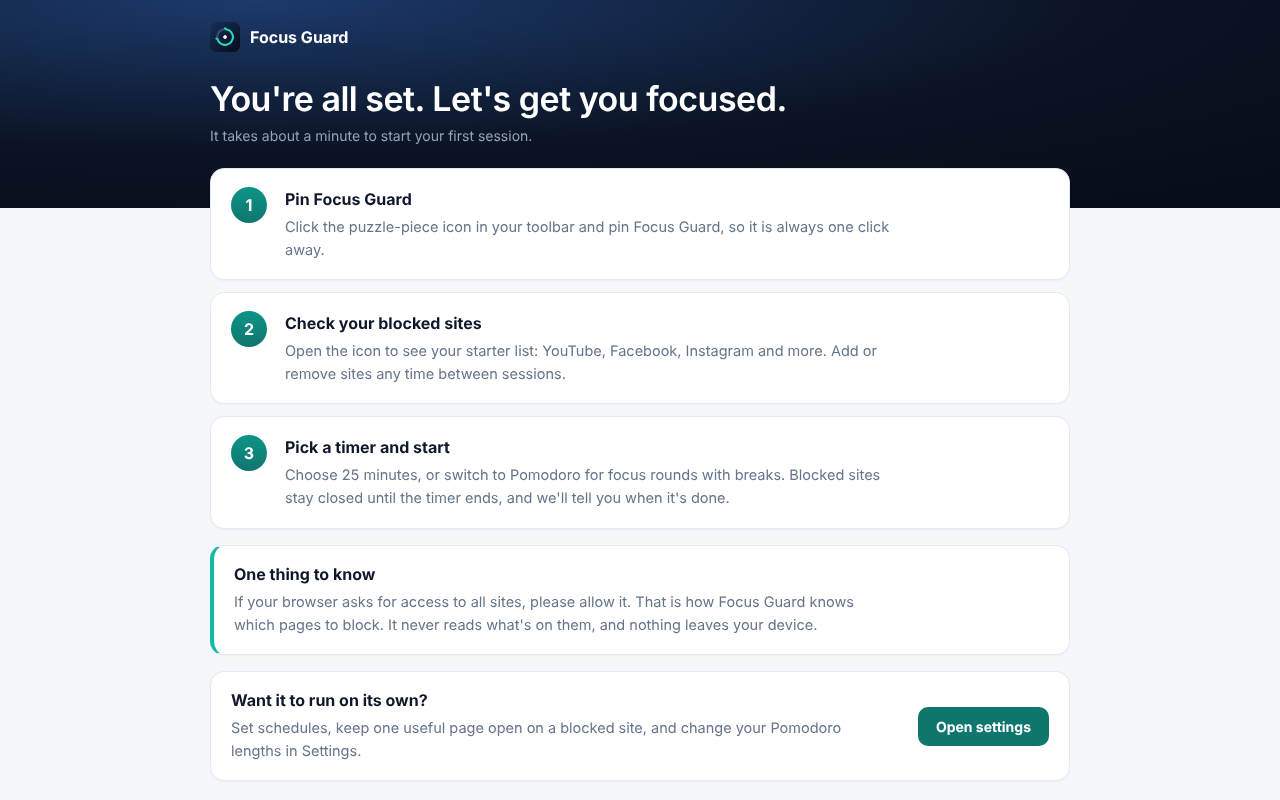 Focus Guard
You're all set. Let's get you focused.
It takes about a minute to start your first session.
1
Pin Focus Guard
Click the puzzle-piece icon in your toolbar and pin Focus Guard, so it is always one click
away.
2
Check your blocked sites
Open the icon to see your starter list: YouTube, Facebook, Instagram and more. Add or
remove sites any time between sessions.
3
Pick a timer and start
Choose 25 minutes, or switch to Pomodoro for focus rounds with breaks. Blocked sites
stay closed until the timer ends, and we'll tell you when it's done.
One thing to know
If your browser asks for access to all sites, please allow it. That is how Focus Guard knows
which pages to block. It never reads what's on them, and nothing leaves your device.
Want it to run on its own?
Set schedules, keep one useful page open on a blocked site, and change your Pomodoro
lengths in Settings.
Open settings